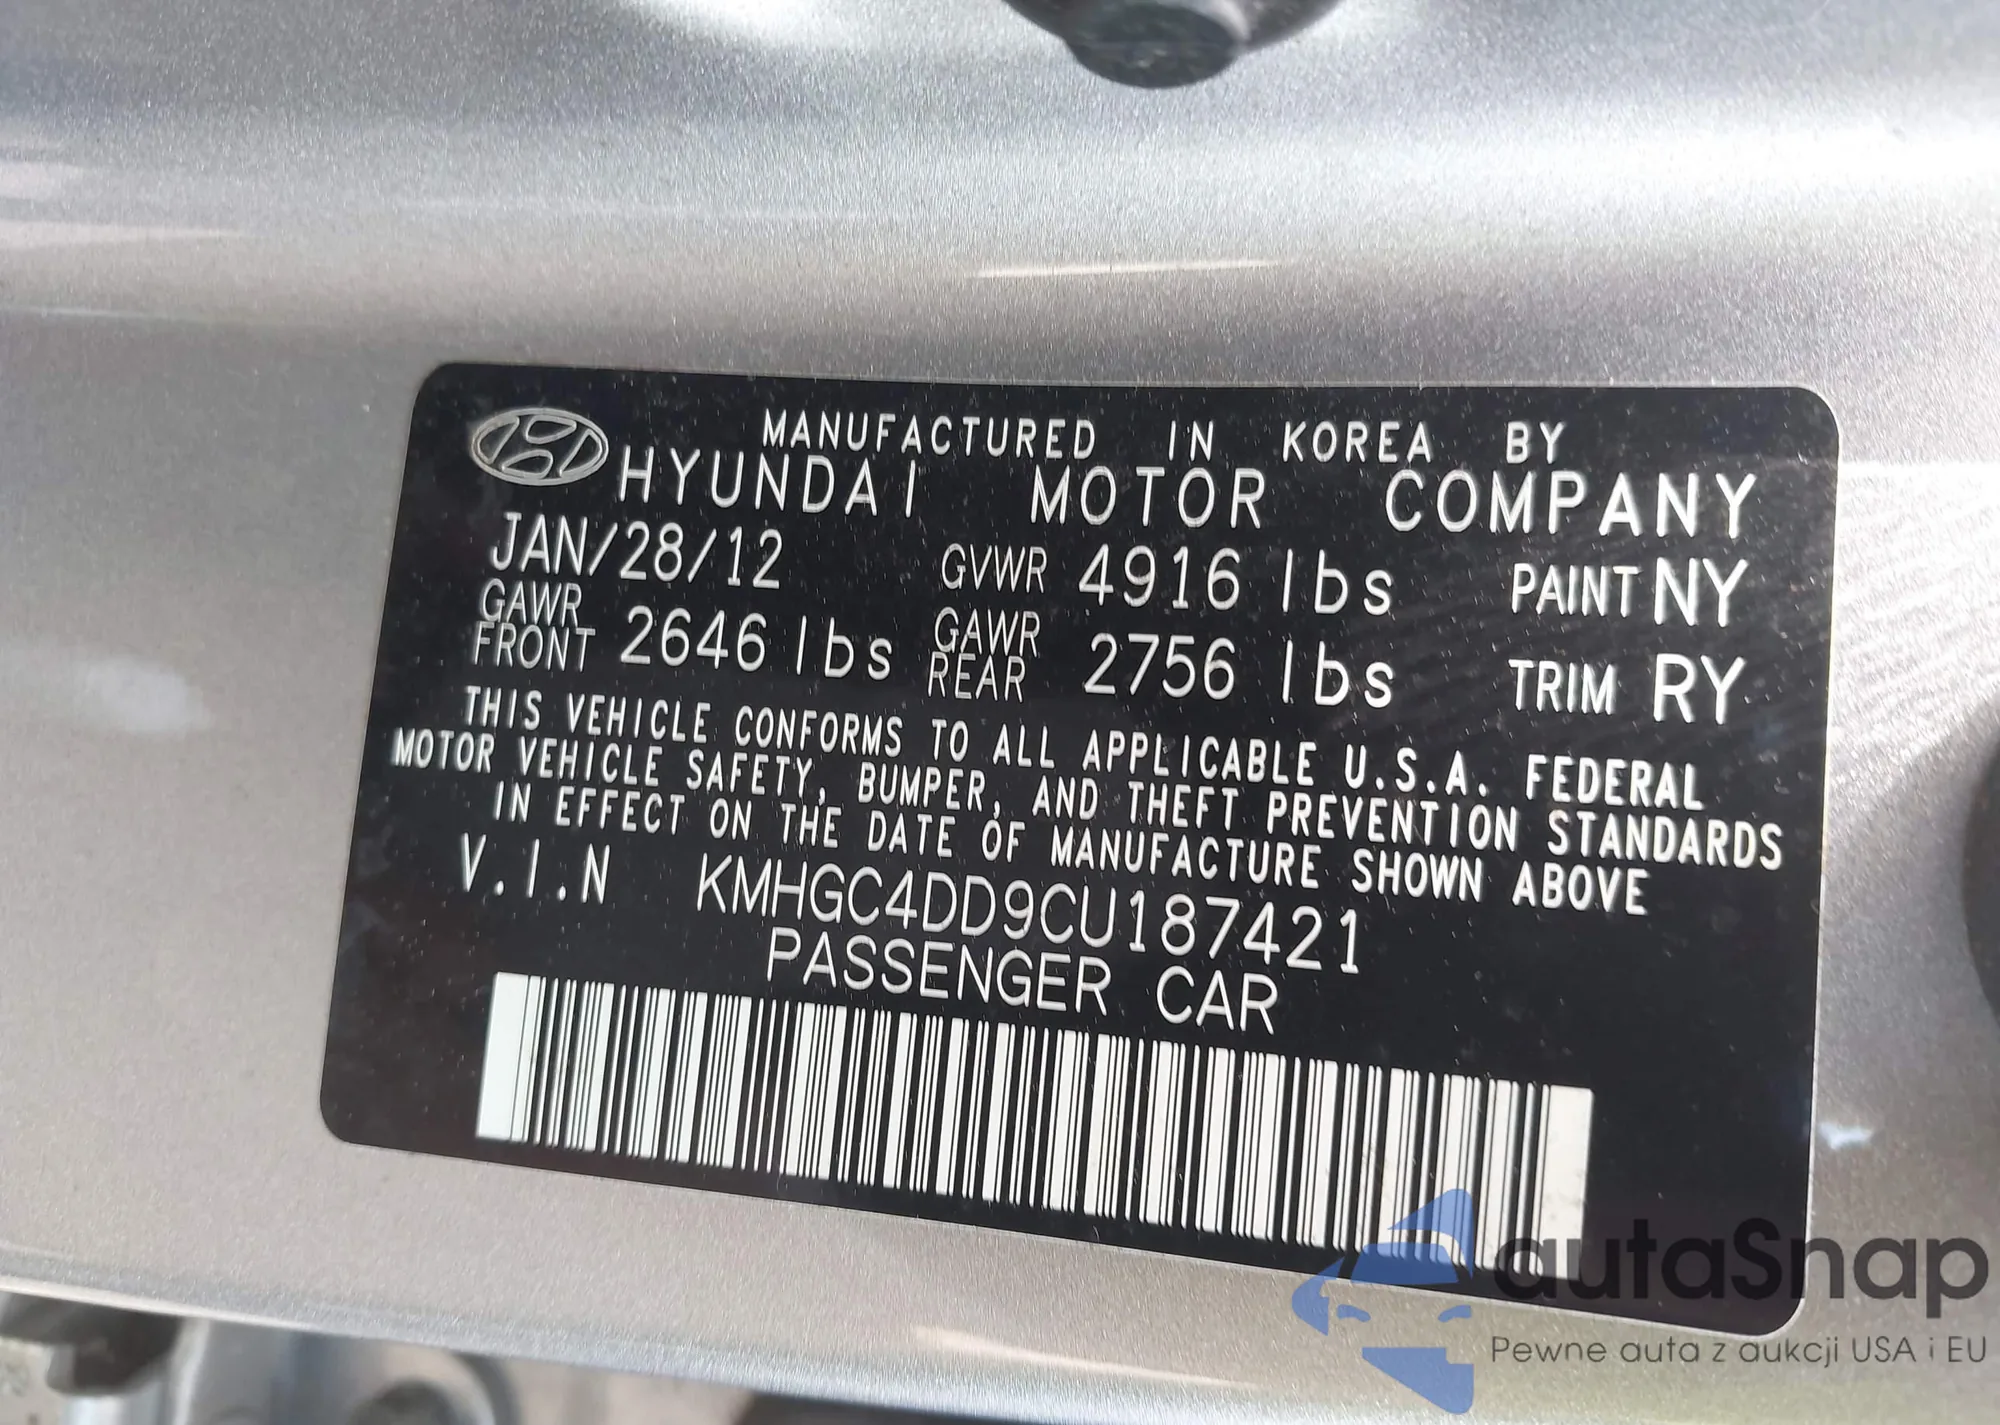 MANUFACTURED IN KOREA BY
HYUNDAI MOTOR COMPANY
JAN/28/12 GVWR 4916 lbs PAINT NY
GAWR FRONT 2646 lbs GAWR REAR 2756 lbs TRIM RY
THIS VEHICLE CONFORMS TO ALL APPLICABLE U.S.A. FEDERAL
MOTOR VEHICLE SAFETY, BUMPER, AND THEFT PREVENTION STANDARDS
IN EFFECT ON THE DATE OF MANUFACTURE SHOWN ABOVE
V.I.N KMHGC4DD9CU187421
PASSENGER CAR
autaSnap
Pewne auta z aukcji USA i EU